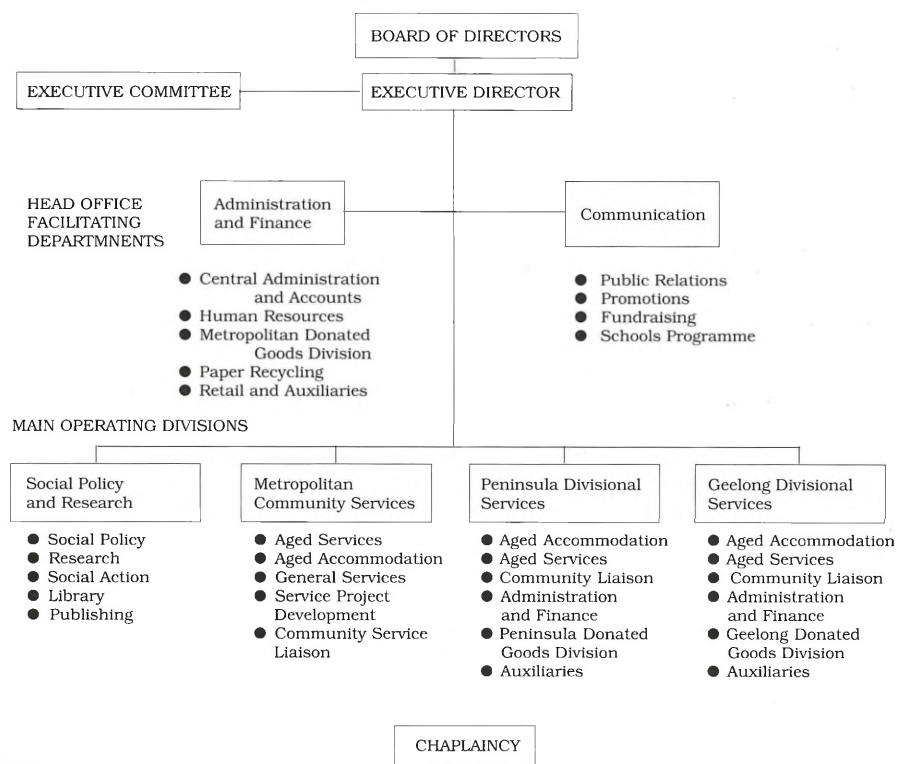 BOARD OF DIRECTORS
EXECUTIVE COMMITTEE
EXECUTIVE DIRECTOR
HEAD OFFICE
FACILITATING
DEPARTMNENTS
Administration
and Finance
Communication
● Central Administration
and Accounts
● Human Resources
● Metropolitan Donated
Goods Division
● Paper Recycling
● Retail and Auxiliaries
● Public Relations
● Promotions
● Fundraising
● Schools Programme
MAIN OPERATING DIVISIONS
Social Policy
and Research
● Social Policy
● Research
● Social Action
● Library
● Publishing
Metropolitan
Community Services
● Aged Services
● Aged Accommodation
● General Services
● Service Project
Development
● Community Service
Liaison
Peninsula Divisional
Services
● Aged Accommodation
● Aged Services
● Community Liaison
● Administration
and Finance
● Peninsula Donated
Goods Division
● Auxiliaries
Geelong Divisional
Services
● Aged Accommodation
● Aged Services
● Community Liaison
● Administration
and Finance
● Geelong Donated
Goods Division
● Auxiliaries
CHAPLAINCY